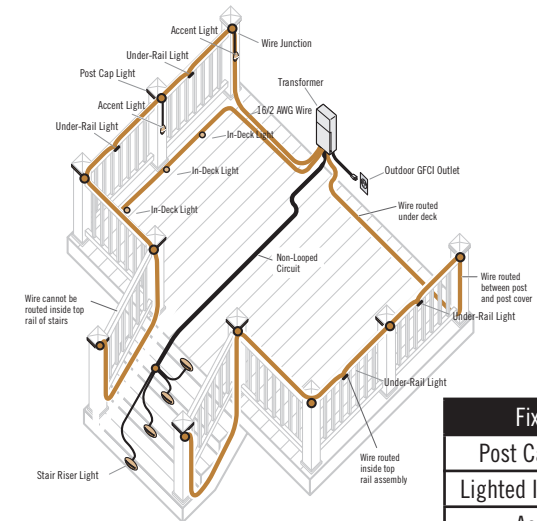 Accent Light
Wire Junction
Under-Rail Light
Post Cap Light
Transformer
Accent Light
16/2 AWG Wire
Under-Rail Light
In-Deck Light
Outdoor GFCI Outlet
In-Deck Light
In-Deck Light
Wire routed
under deck
Non-Looped
Circuit
Wire routed
between post
and post cover
Wire cannot be
routed inside top
rail of stairs
Under-Rail Light
Under-Rail Light
Wire routed
inside top
rail assembly
Stair Riser Light
Fix
Post Ca
Lighted I